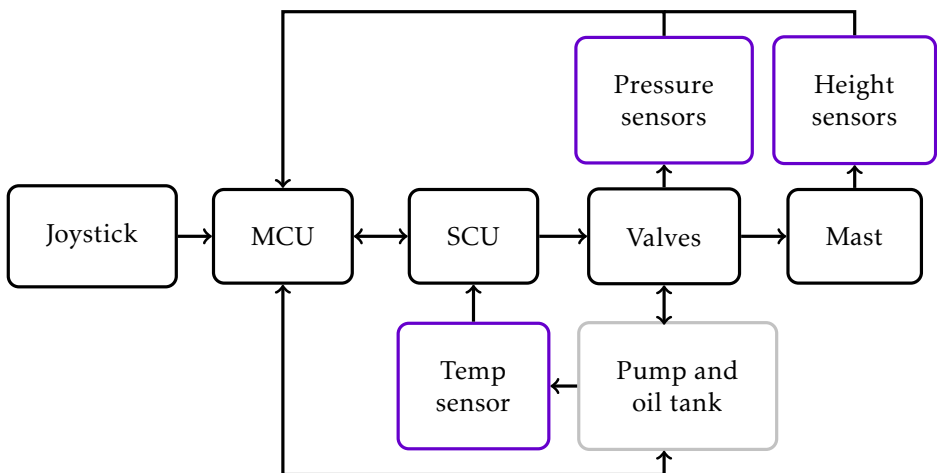 Pressure
sensors
Height
sensors
Joystick
MCU
SCU
Valves
Mast
Temp
sensor
Pump and
oil tank